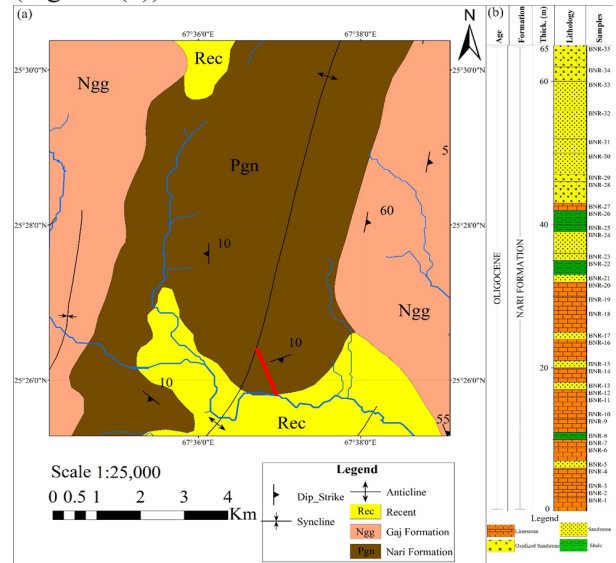 (a)
N
67°36'0"E
67°38'0"E
25°30'0"N
25°30'0"N
25°28'0"N
25°28'0"N
25°26'0"N
25°26'0"N
67°36'0"E
67°38'0"E
Rec
Ngg
Pgn
5
60
10
Ngg
10
10
Rec
55
Scale 1:25,000
0 0.5 1 2 3 4
Km
Legend
Dip_Strike
Anticline
Syncline
Rec Recent
Ngg Gaj Formation
Pgn Nari Formation
(b)
Age
Formation
Thick. (m)
Lithology
Samples
OLIGOCENE
NARI FORMATION
65
60
40
20
0
BNR-35
BNR-34
BNR-33
BNR-32
BNR-31
BNR-30
BNR-29
BNR-28
BNR-27
BNR-26
BNR-25
BNR-24
BNR-23
BNR-22
BNR-21
BNR-20
BNR-19
BNR-18
BNR-17
BNR-16
BNR-15
BNR-14
BNR-13
BNR-12
BNR-11
BNR-10
BNR-9
BNR-8
BNR-7
BNR-6
BNR-5
BNR-4
BNR-3
BNR-2
BNR-1
Legend
Limestone
Sandstone
Oxidized Sandstone
Shale